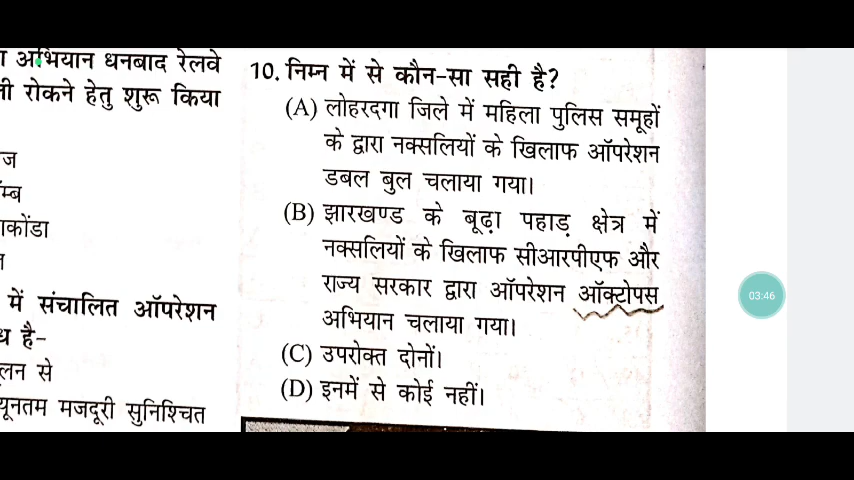 अभियान धनबाद रेलवे
रोकने हेतु शुरू किया
कोंडा
में संचालित ऑपरेशन
है–
से
मजदूरी सुनिश्चित
10. निम्न में से कौन-सा सही है?
(A) लोहरदगा जिले में महिला पुलिस समूहों
के द्वारा नक्सलियों के खिलाफ ऑपरेशन
डबल बुल चलाया गया।
(B) झारखण्ड के बूढ़ा पहाड़ क्षेत्र में
नक्सलियों के खिलाफ सीआरपीएफ और
राज्य सरकार द्वारा ऑपरेशन ऑक्टोपस
अभियान चलाया गया।
(C) उपरोक्त दोनों।
(D) इनमें से कोई नहीं।
03:46